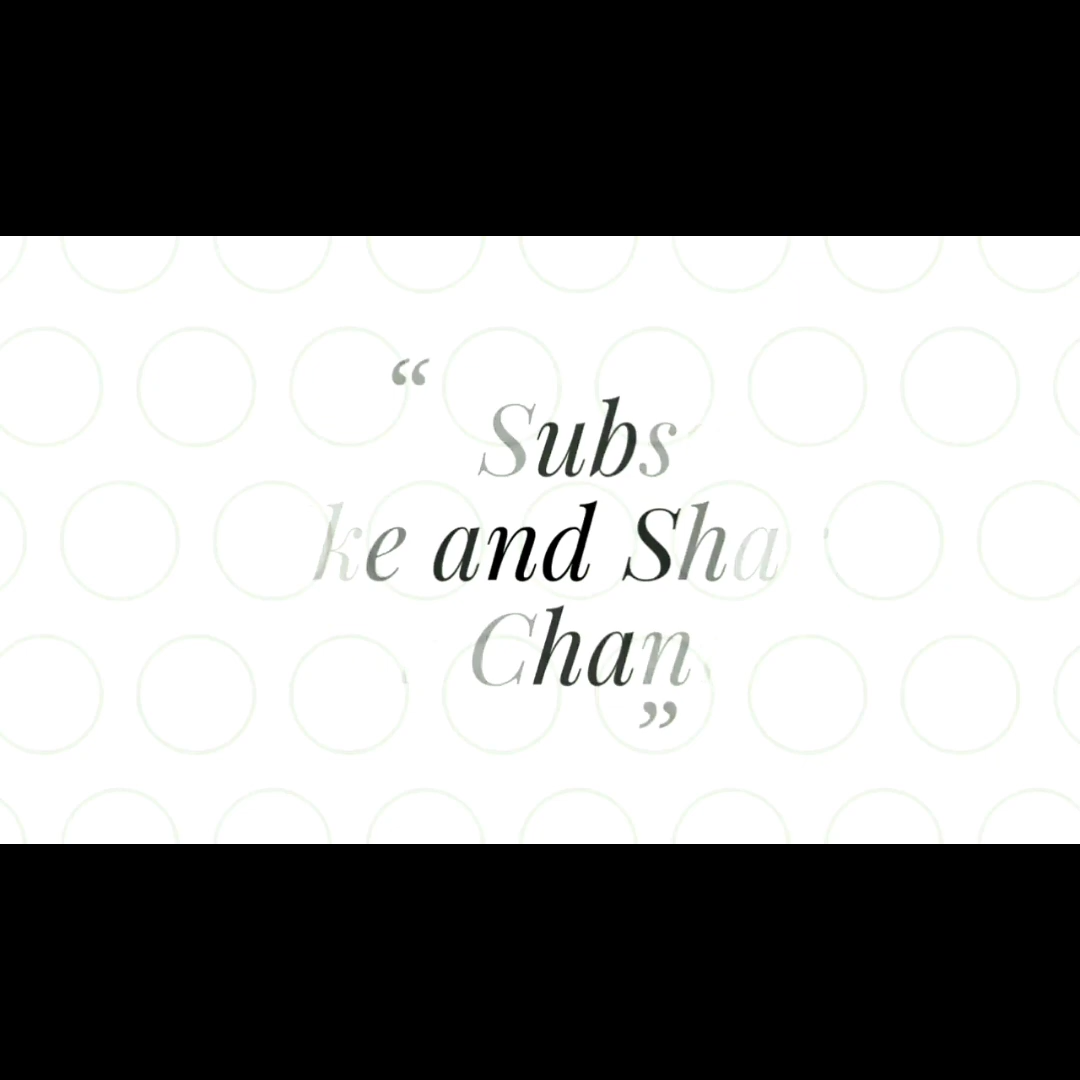 “
Subs
ke and Sha
Chan
”